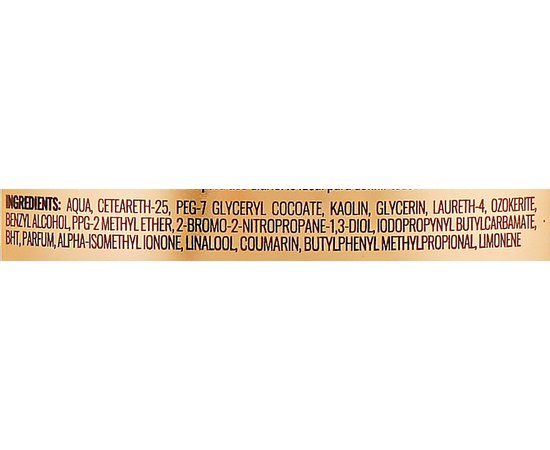 INGREDIENTS: AQUA, CETEARETH-25, PEG-7 GLYCERYL COCOATE, KAOLIN, GLYCERIN, LAURETH-4, OZOKERITE,
BENZYL ALCOHOL, PPG-2 METHYL ETHER, 2-BROMO-2-NITROPROPANE-1,3-DIOL, IODOPROPYNYL BUTYLCARBAMATE,
BHT, PARFUM, ALPHA-ISOMETHYL IONONE, LINALOOL, COUMARIN, BUTYLPHENYL METHYLPROPIONAL, LIMONENE